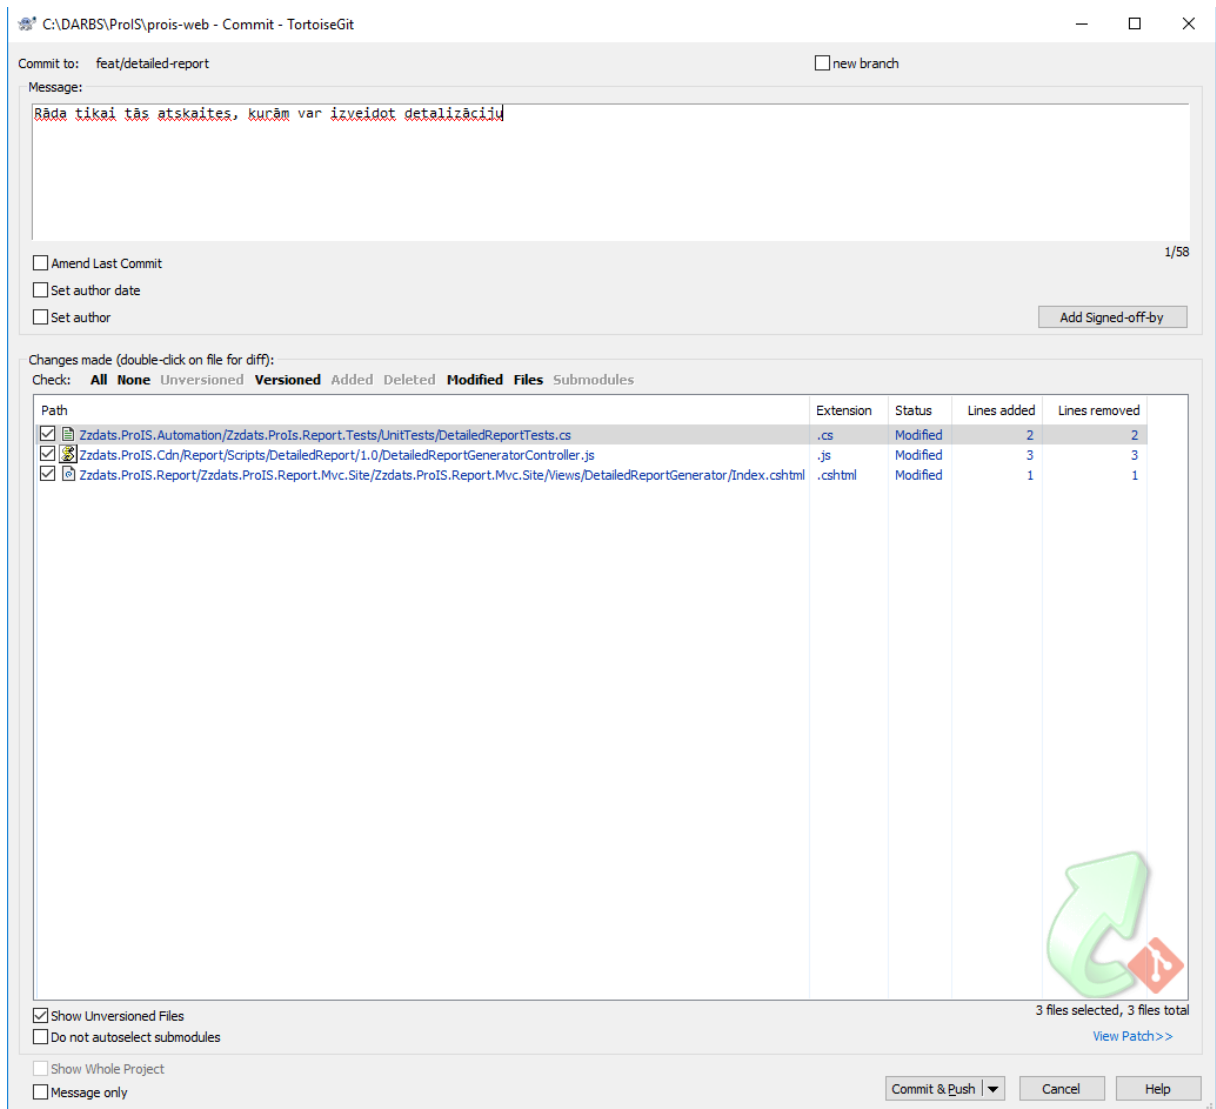 C:\DARBS\ProIS\prois-web - Commit - TortoiseGit
Commit to: feat/detailed-report
new branch
Message:
Rāda tikai tās atskaites, kurām var izveidot detalizāciju
1/58
Amend Last Commit
Set author date
Set author
Add Signed-off-by
Changes made (double-click on file for diff):
Check: All None Unversioned Versioned Added Deleted Modified Files Submodules
Path Extension Status Lines added Lines removed
Zzdats.ProIS.Automation/Zzdats.ProIs.Report.Tests/UnitTests/DetailedReportTests.cs .cs Modified 2 2
Zzdats.ProIS.Cdn/Report/Scripts/DetailedReport/1.0/DetailedReportGeneratorController.js .js Modified 3 3
Zzdats.ProIS.Report/Zzdats.ProIS.Report.Mvc.Site/Zzdats.ProIS.Report.Mvc.Site/Views/DetailedReportGenerator/Index.cshtml .cshtml Modified 1 1
Show Unversioned Files
3 files selected, 3 files total
Do not autoselect submodules
View Patch>>
Show Whole Project
Message only
Commit & Push
Cancel
Help